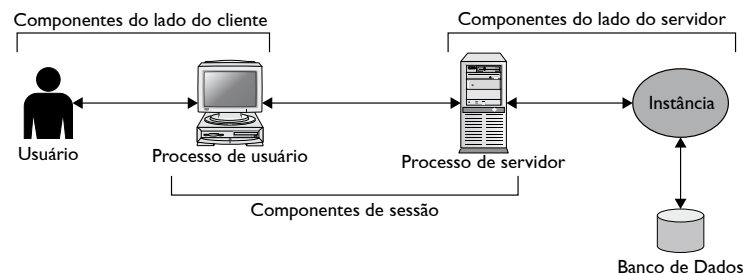 Componentes do lado do cliente
Componentes do lado do servidor
Instância
Usuário
Processo de usuário
Processo de servidor
Componentes de sessão
Banco de Dados